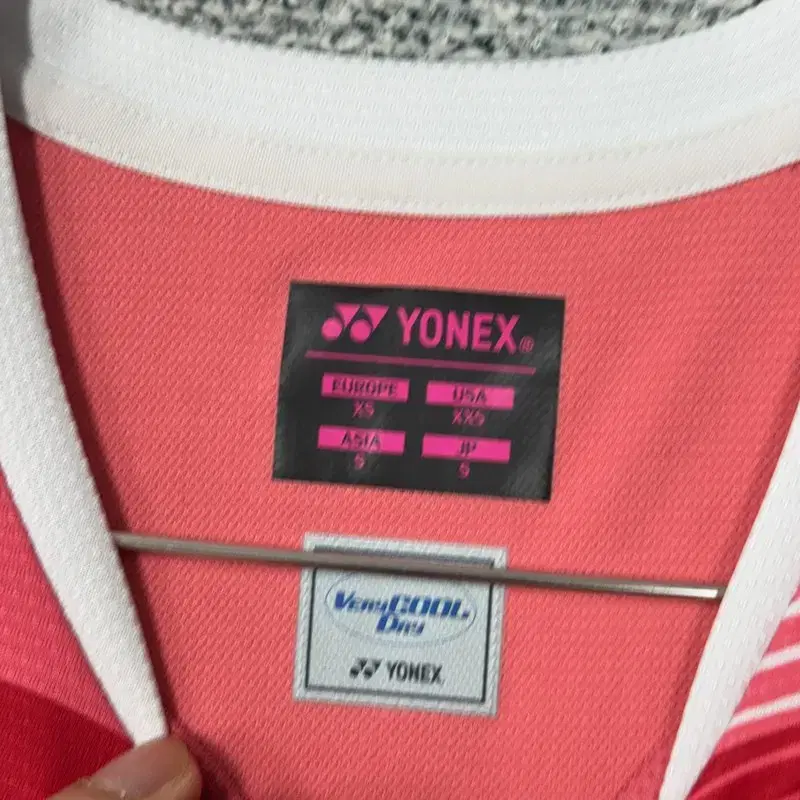 YONEX®
EUROPE USA
XS XXS
ASIA JP
S S
VeryCOOL
Dry
YONEX